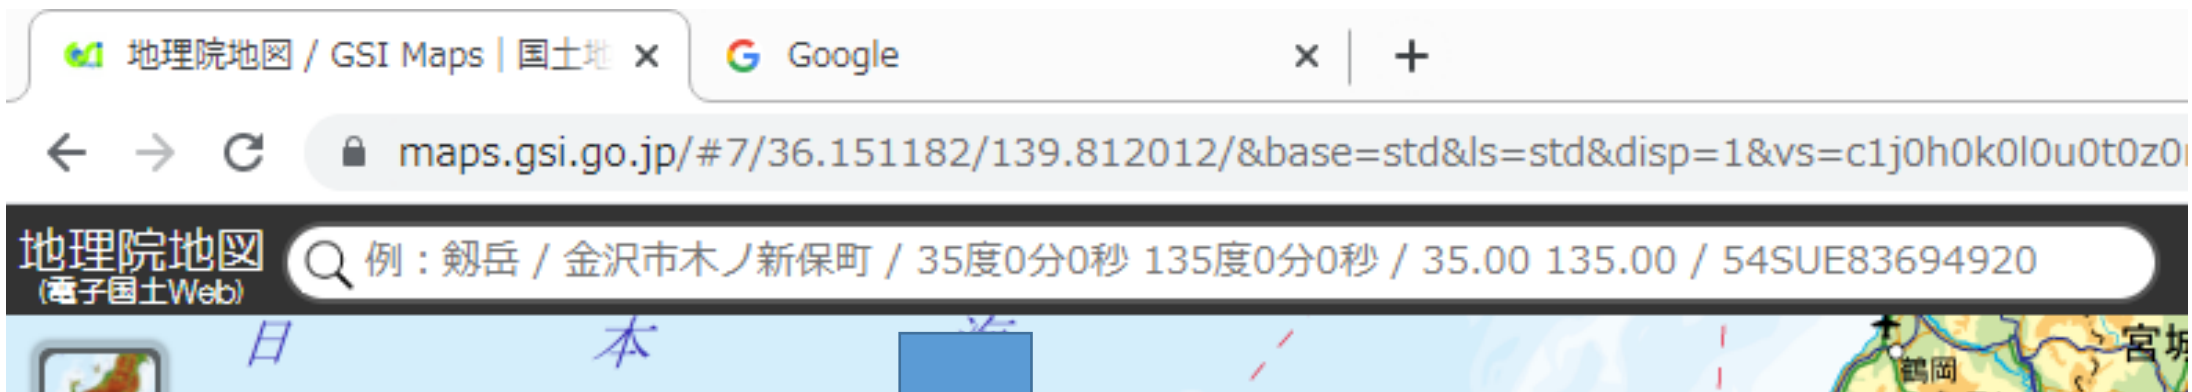 地理院地図 / GSI Maps | 国土地
Google
maps.gsi.go.jp/#7/36.151182/139.812012/&base=std&ls=std&disp=1&vs=c1j0h0k0l0u0t0z0
地理院地図
(電子国土Web)
例：剱岳 / 金沢市木ノ新保町 / 35度0分0秒 135度0分0秒 / 35.00 135.00 / 54SUE83694920
日 本
鶴岡
宮城